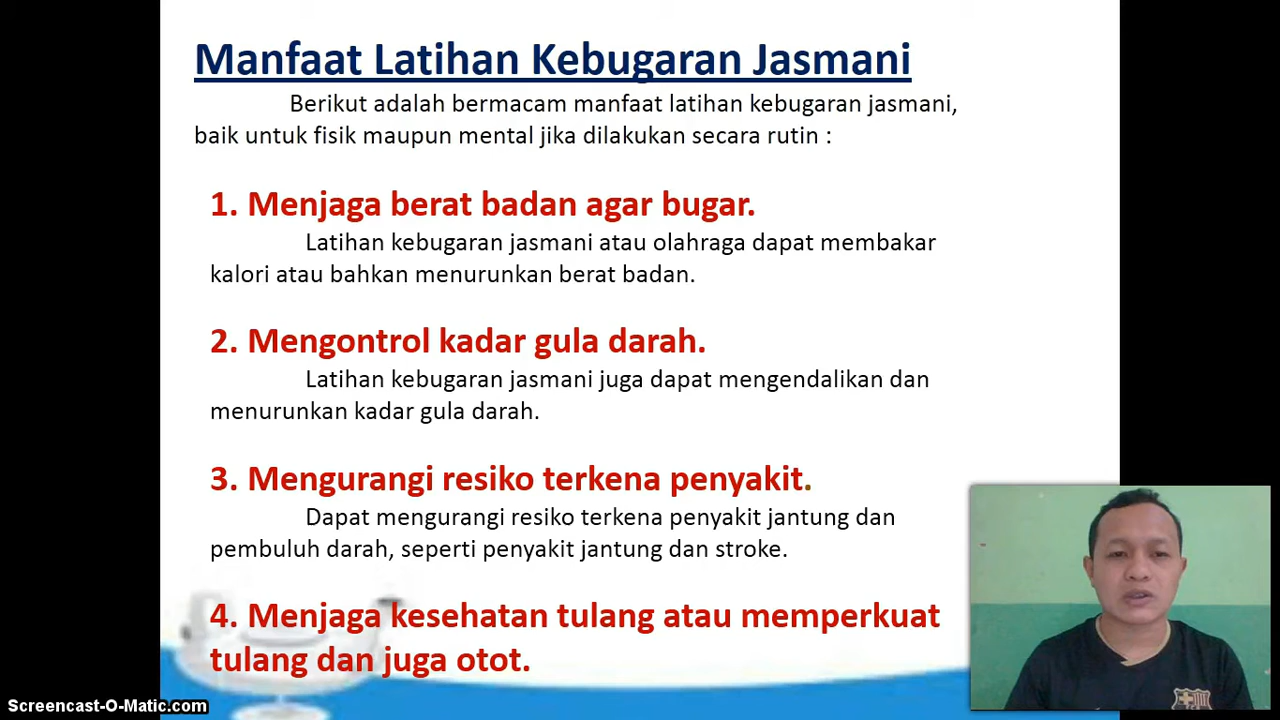 Manfaat Latihan Kebugaran Jasmani
Berikut adalah bermacam manfaat latihan kebugaran jasmani,
baik untuk fisik maupun mental jika dilakukan secara rutin :
1. Menjaga berat badan agar bugar.
Latihan kebugaran jasmani atau olahraga dapat membakar
kalori atau bahkan menurunkan berat badan.
2. Mengontrol kadar gula darah.
Latihan kebugaran jasmani juga dapat mengendalikan dan
menurunkan kadar gula darah.
3. Mengurangi resiko terkena penyakit.
Dapat mengurangi resiko terkena penyakit jantung dan
pembuluh darah, seperti penyakit jantung dan stroke.
4. Menjaga kesehatan tulang atau memperkuat
tulang dan juga otot.
Screencast-O-Matic.com